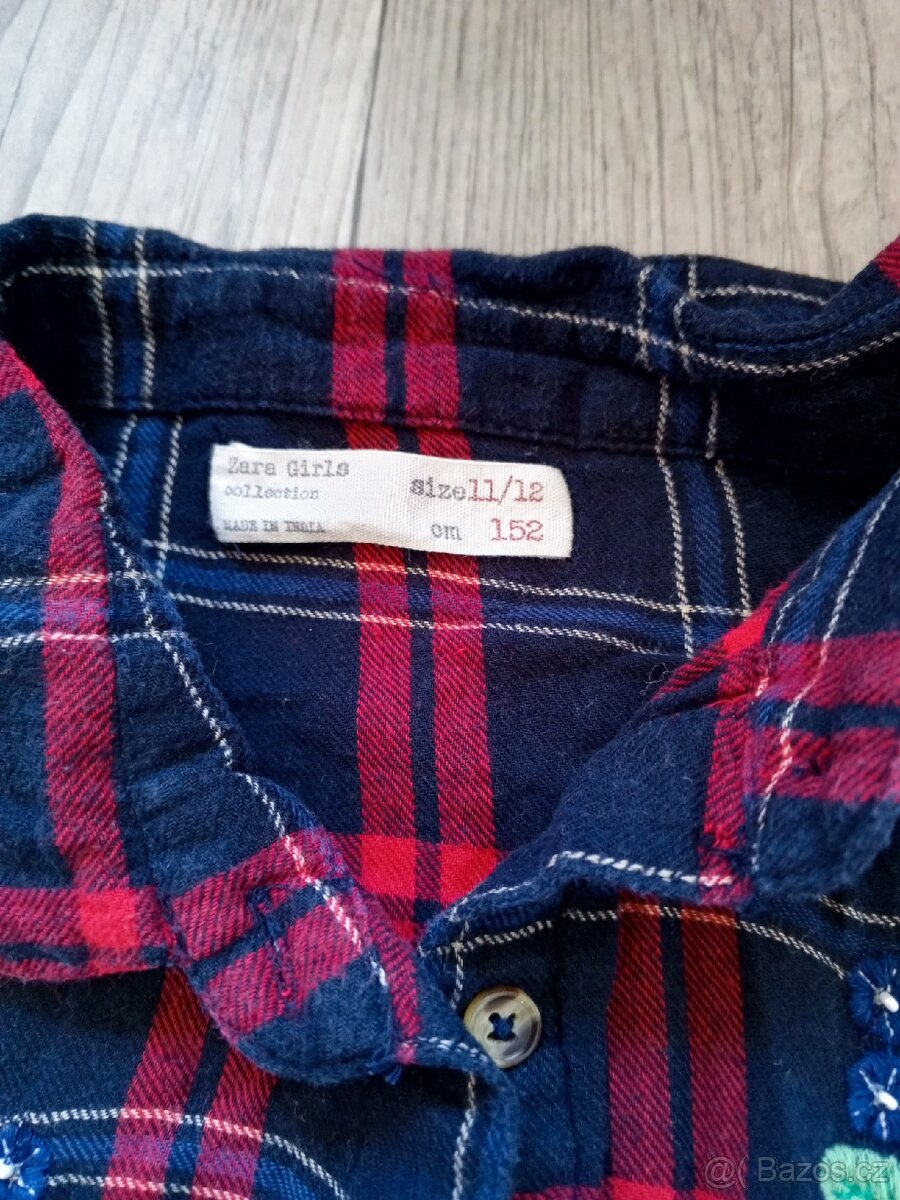 Zara Girls
collection
size11/12
MADE IN INDIA
cm 152
@( Bazos.cz